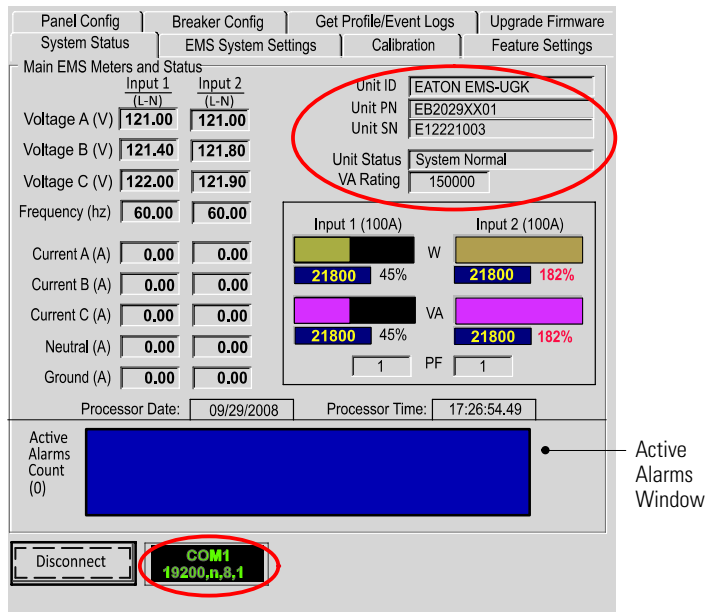 Panel Config Breaker Config Get Profile/Event Logs Upgrade Firmware
System Status EMS System Settings Calibration Feature Settings
Main EMS Meters and Status
Input 1 Input 2
(L-N) (L-N)
Voltage A (V) 121.00 121.00
Voltage B (V) 121.40 121.80
Voltage C (V) 122.00 121.90
Frequency (hz) 60.00 60.00
Current A (A) 0.00 0.00
Current B (A) 0.00 0.00
Current C (A) 0.00 0.00
Neutral (A) 0.00 0.00
Ground (A) 0.00 0.00
Unit ID EATON EMS-UGK
Unit PN EB2029XX01
Unit SN E12221003
Unit Status System Normal
VA Rating 150000
Input 1 (100A) Input 2 (100A)
W
21800 45% 21800 182%
VA
21800 45% 21800 182%
1 PF 1
Processor Date: 09/29/2008 Processor Time: 17:26:54.49
Active
Alarms
Count
(0)
Active
Alarms
Window
Disconnect
COM1
19200,n,8,1